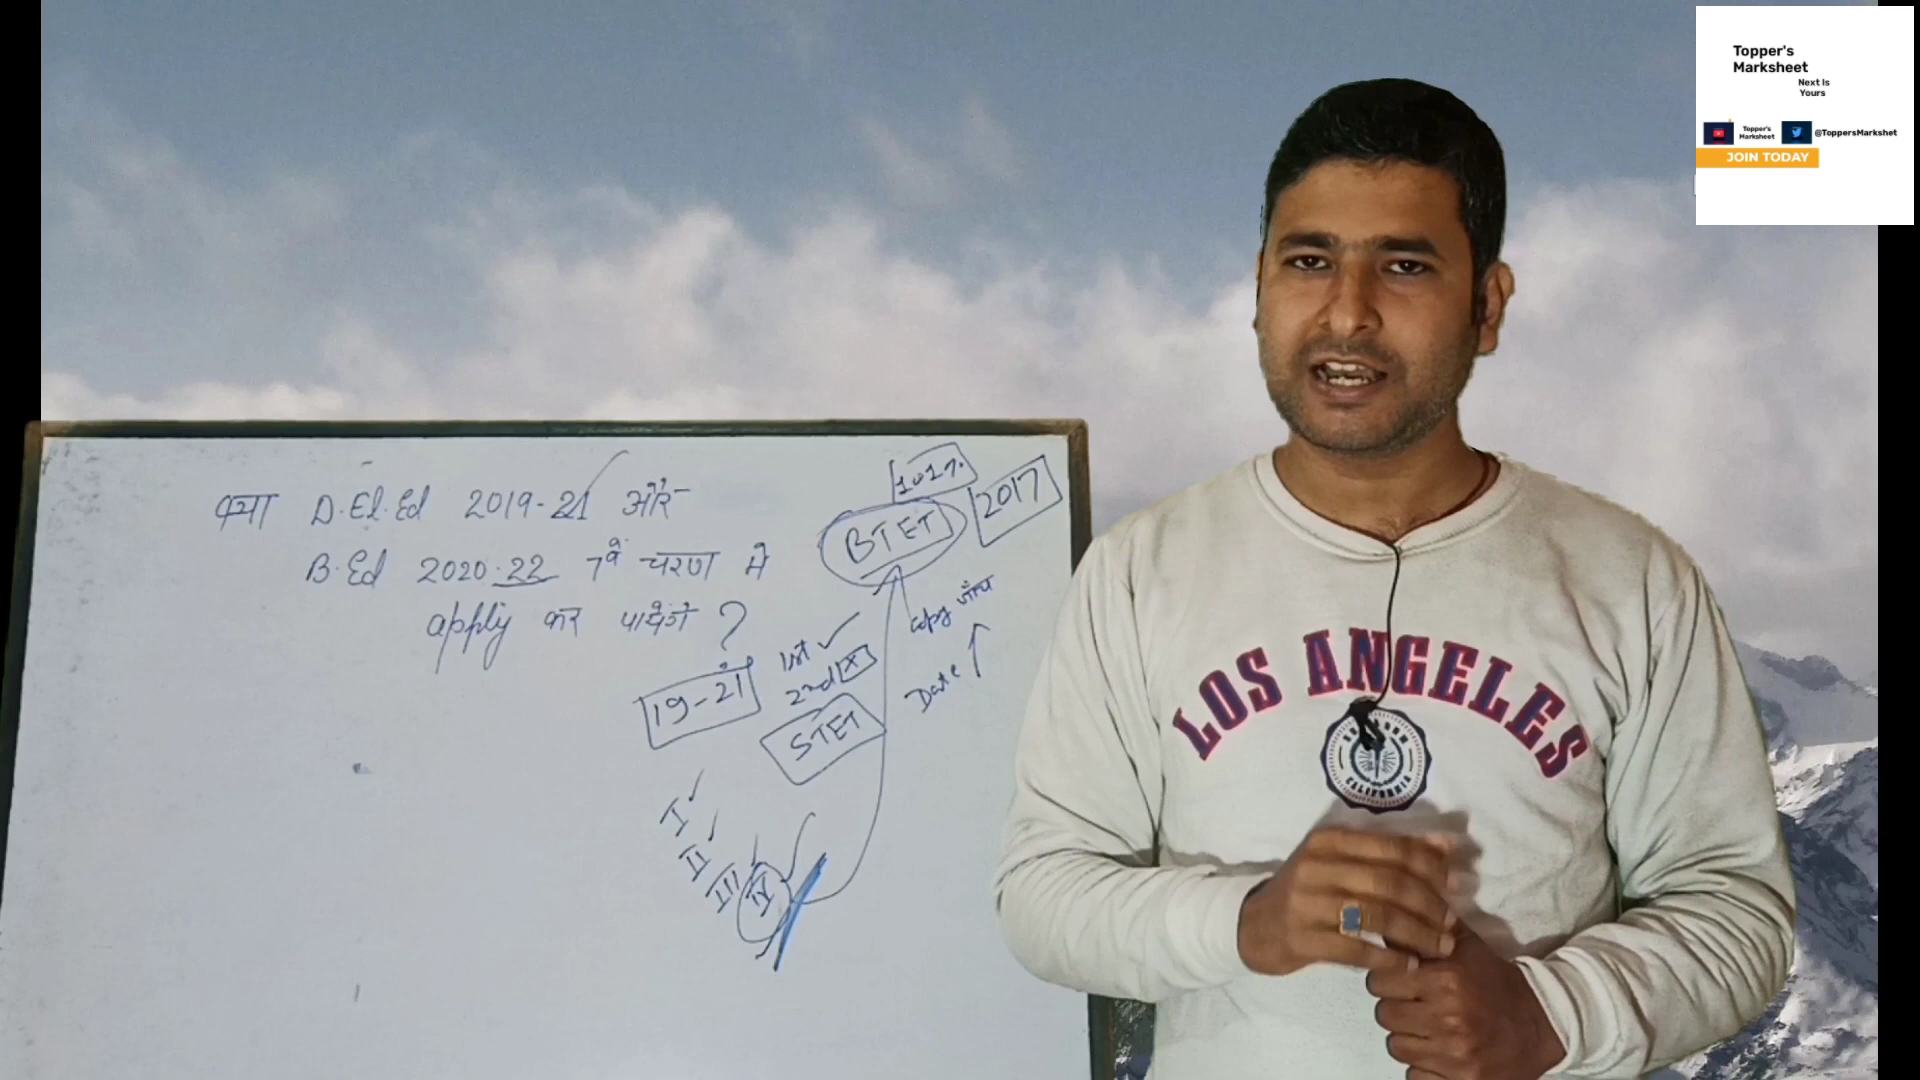 क्या D.El.Ed 2019-21 और
B.Ed 2020-22 7वें चरण मे
apply कर पायेंगे ?
2017
BTET
copy जाँच
Date ↑
1st ✓
2nd x
19-21
STET
I ✓
II ✓
III ✓
IV ✓
LOS ANGELES
CALIFORNIA
Topper's
Marksheet
Next Is
Yours
Topper's
Marksheet
@ToppersMarkshet
JOIN TODAY